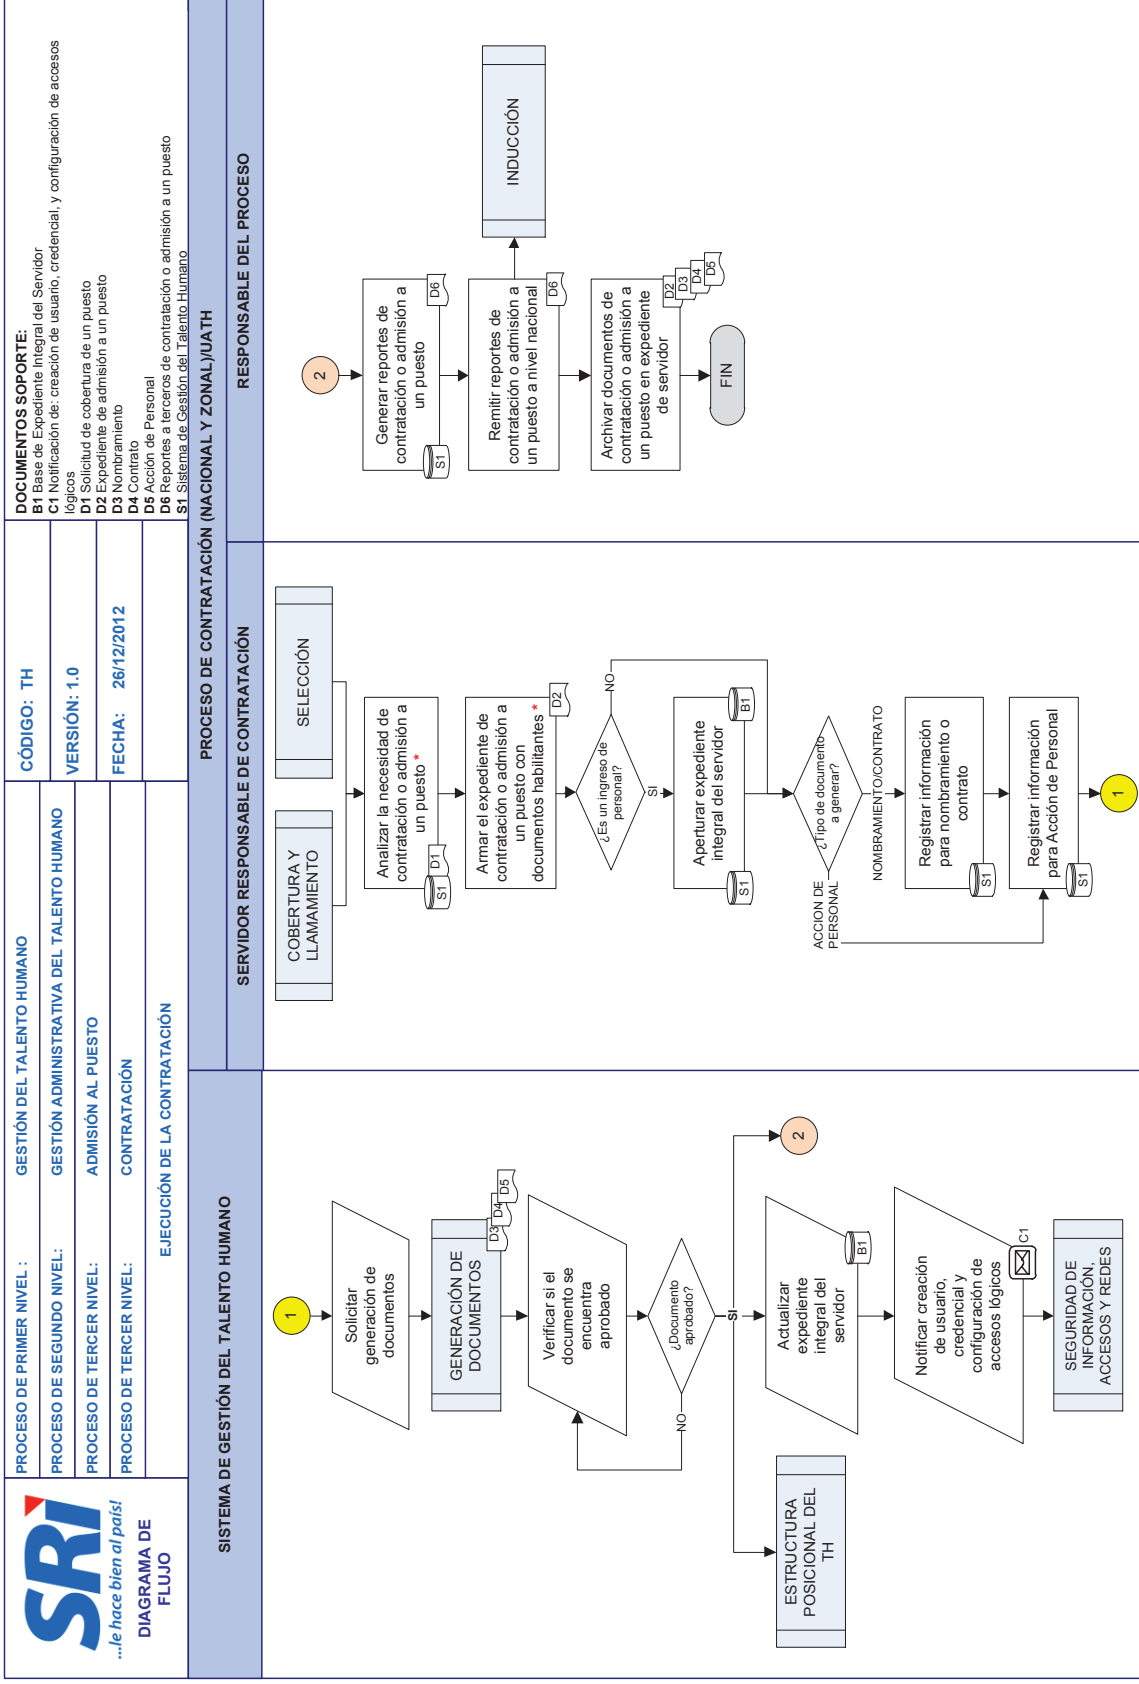 SRi
...le hace bien al país!
DIAGRAMA DE
FLUJO
PROCESO DE PRIMER NIVEL :
GESTIÓN DEL TALENTO HUMANO
PROCESO DE SEGUNDO NIVEL:
GESTIÓN ADMINISTRATIVA DEL TALENTO HUMANO
PROCESO DE TERCER NIVEL:
ADMISIÓN AL PUESTO
PROCESO DE TERCER NIVEL:
CONTRATACIÓN
EJECUCIÓN DE LA CONTRATACIÓN
CÓDIGO: TH
VERSIÓN: 1.0
FECHA: 26/12/2012
DOCUMENTOS SOPORTE:
B1 Base de Expediente Integral del Servidor
C1 Notificación de: creación de usuario, credencial, y configuración de accesos
lógicos
D1 Solicitud de cobertura de un puesto
D2 Expediente de admisión a un puesto
D3 Nombramiento
D4 Contrato
D5 Acción de Personal
D6 Reportes a terceros de contratación o admisión a un puesto
S1 Sistema de Gestión del Talento Humano
SISTEMA DE GESTIÓN DEL TALENTO HUMANO
PROCESO DE CONTRATACIÓN (NACIONAL Y ZONAL)/UATH
SERVIDOR RESPONSABLE DE CONTRATACIÓN
RESPONSABLE DEL PROCESO
1
Solicitar
generación de
documentos
GENERACIÓN DE
DOCUMENTOS
D3
D4
D5
Verificar si el
documento se
encuentra
aprobado
¿Documento
aprobado?
NO
SI
2
ESTRUCTURA
POSICIONAL DEL
TH
Actualizar
expediente
integral del
servidor
B1
Notificar creación
de usuario,
credencial y
configuración de
accesos lógicos
C1
SEGURIDAD DE
INFORMACIÓN,
ACCESOS Y REDES
COBERTURA Y
LLAMAMIENTO
SELECCIÓN
Analizar la necesidad de
contratación o admisión a
un puesto *
S1
D1
Armar el expediente de
contratación o admisión a
un puesto con
documentos habilitantes *
D2
¿Es un ingreso de
personal?
NO
SI
Aperturar expediente
integral del servidor
S1
B1
¿Tipo de documento
a generar?
ACCION DE
PERSONAL
NOMBRAMIENTO/CONTRATO
Registrar información
para nombramiento o
contrato
S1
Registrar información
para Acción de Personal
S1
1
2
Generar reportes de
contratación o admisión a
un puesto
S1
D6
Remitir reportes de
contratación o admisión a
un puesto a nivel nacional
D6
INDUCCIÓN
Archivar documentos de
contratación o admisión a
un puesto en expediente
de servidor
D2
D3
D4
D5
FIN